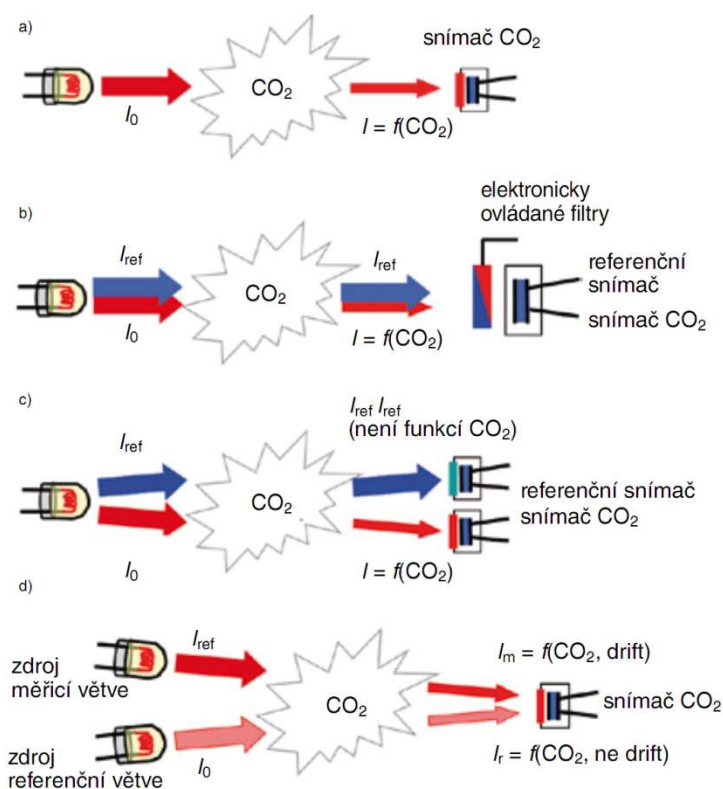 a)
snímač CO₂
CO₂
I₀
I = f(CO₂)
b)
elektronicky
ovládané filtry
Iref
Iref
referenční
snímač
CO₂
snímač CO₂
I₀
I = f(CO₂)
c)
Iref Iref
(není funkcí CO₂)
Iref
CO₂
referenční snímač
snímač CO₂
I₀
I = f(CO₂)
d)
Iref
zdroj
měřicí větve
Im = f(CO₂, drift)
CO₂
snímač CO₂
I₀
zdroj
referenční větve
Ir = f(CO₂, ne drift)